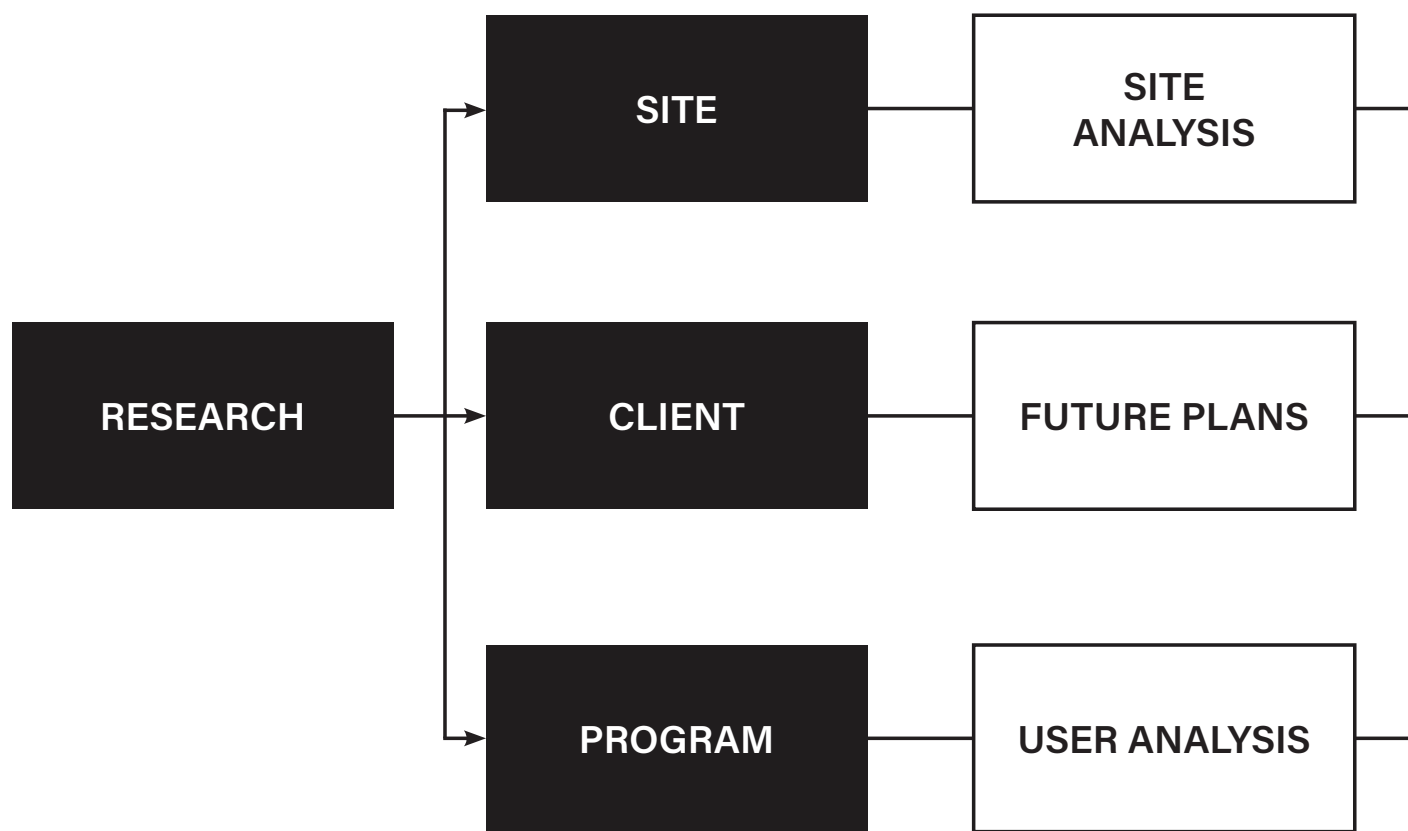 SITE
SITE
ANALYSIS
RESEARCH
CLIENT
FUTURE PLANS
PROGRAM
USER ANALYSIS